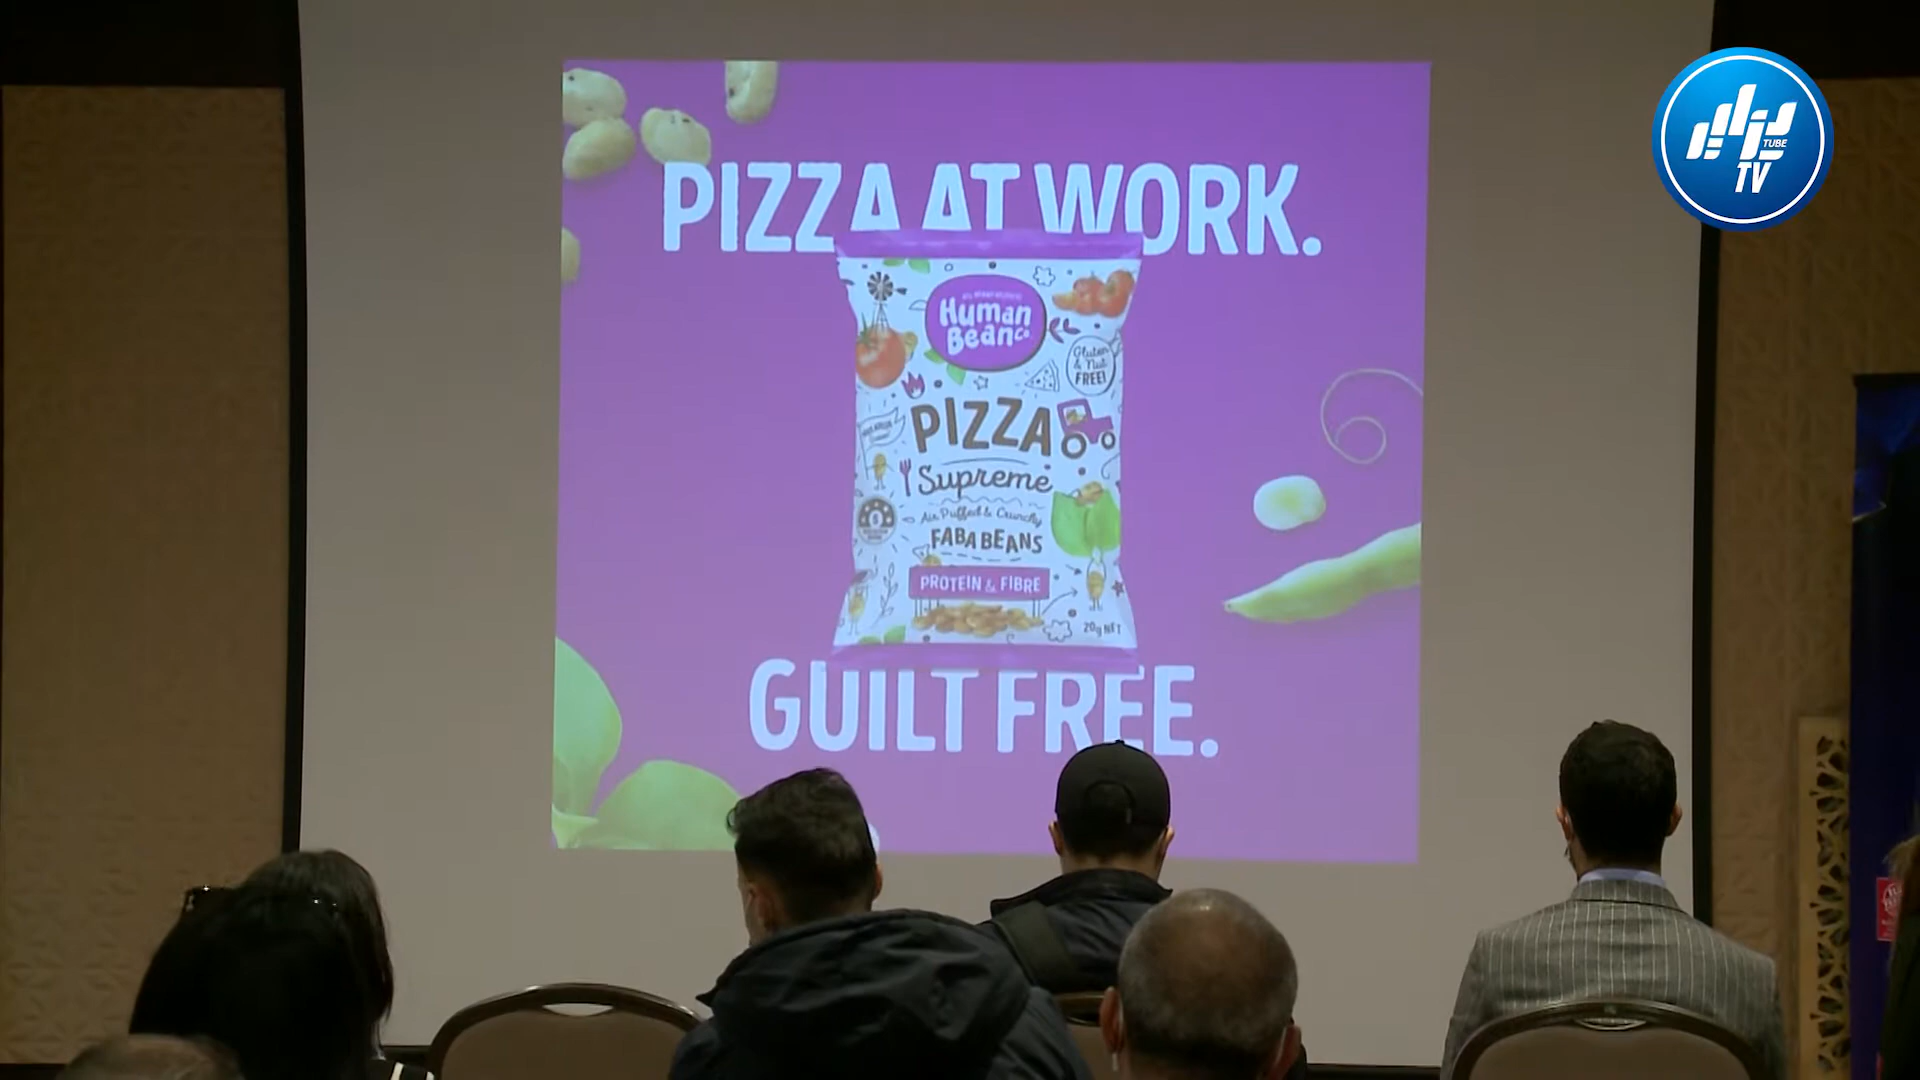 PIZZA AT WORK.
Human
Bean Co
Gluten
& Nut
FREE!
PIZZA
Supreme
Air Puffed & Crunchy
FABA BEANS
PROTEIN & FIBRE
20g NET
GUILT FREE.
TUBE
TV